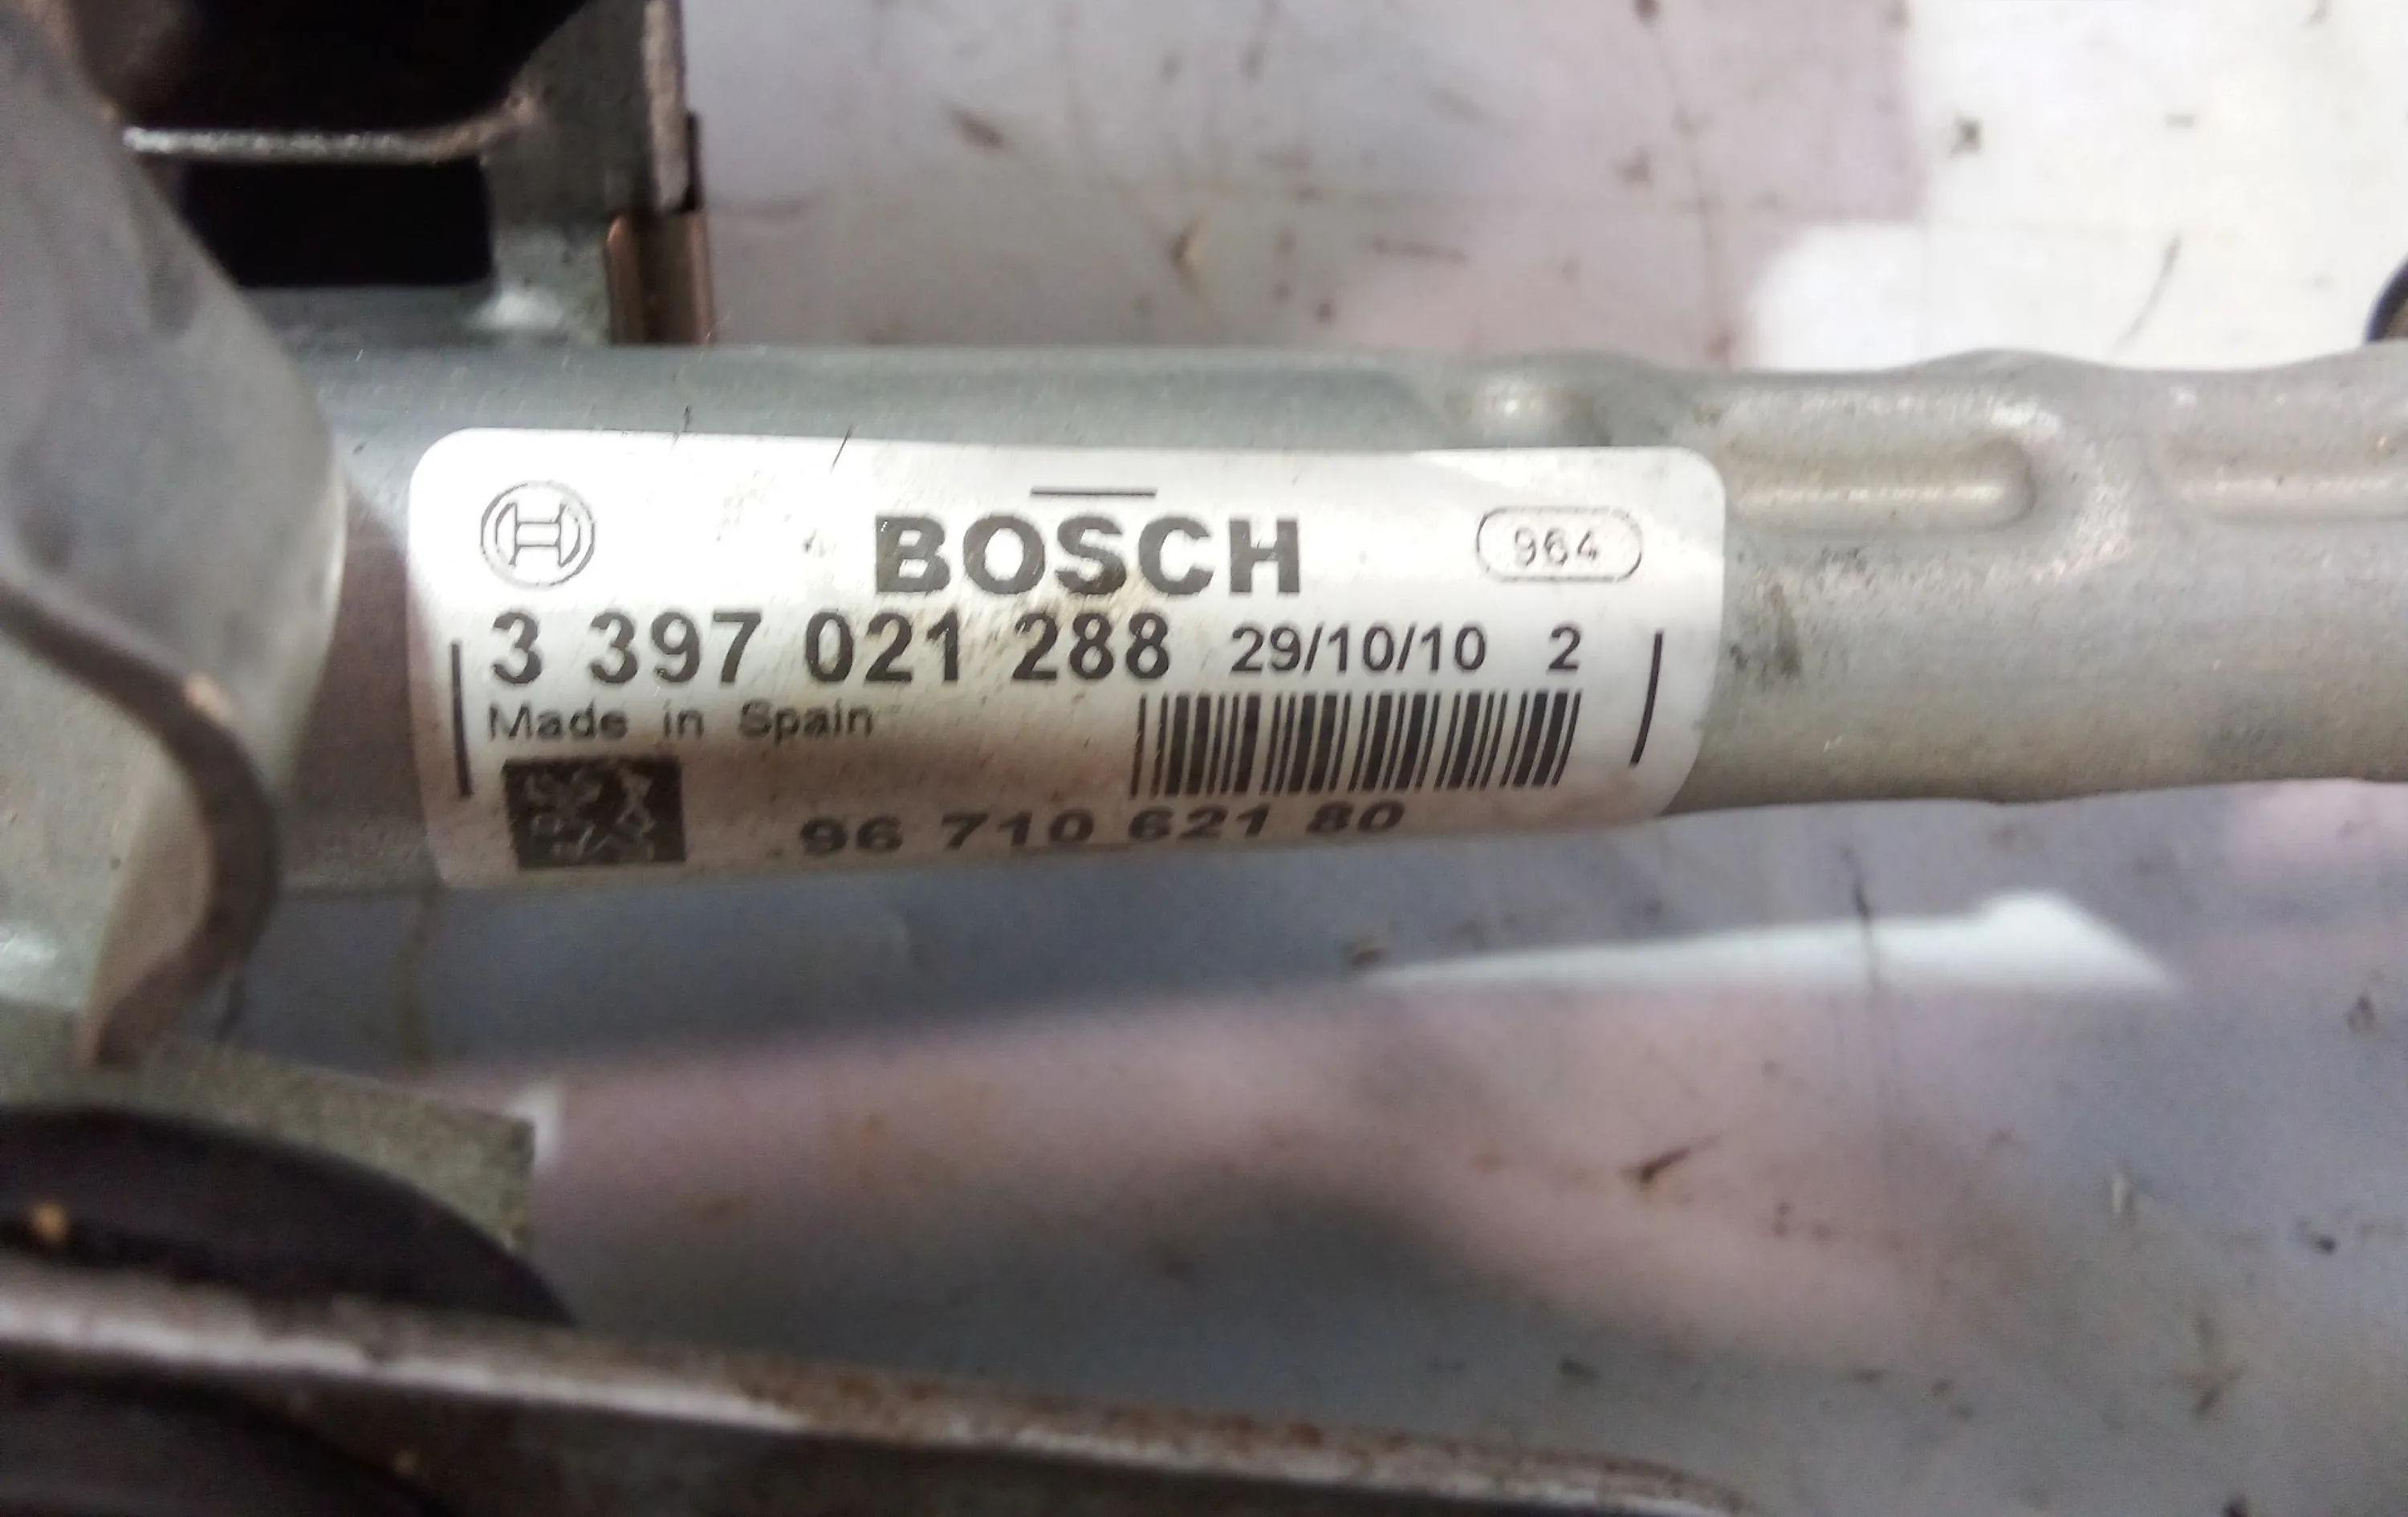 BOSCH 964
3 397 021 288 29/10/10 2
Made in Spain
96 710 621 80